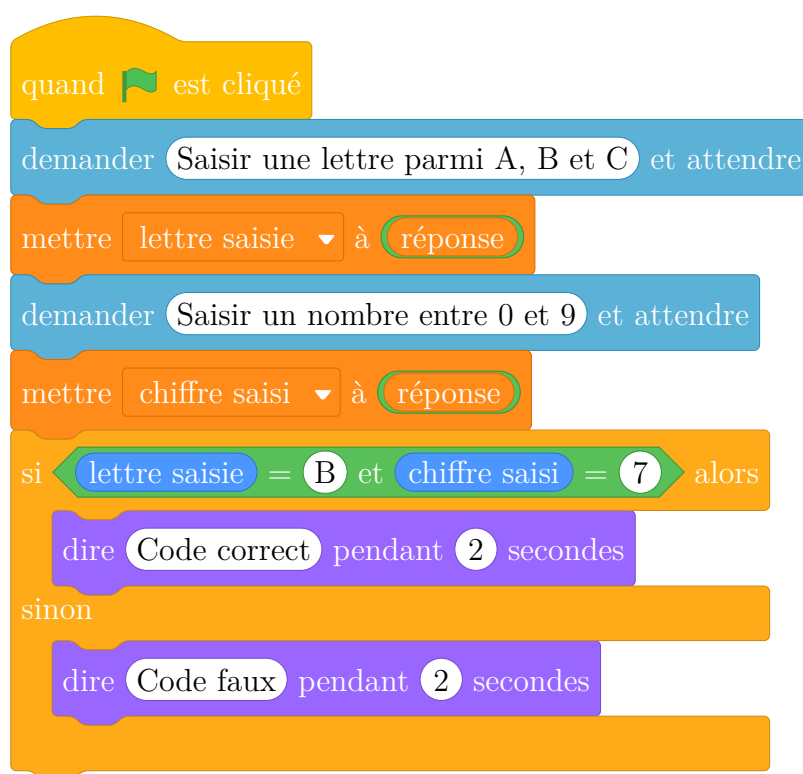 quand est cliqué
demander Saisir une lettre parmi A, B et C et attendre
mettre lettre saisie à réponse
demander Saisir un nombre entre 0 et 9 et attendre
mettre chiffre saisi à réponse
si lettre saisie = B et chiffre saisi = 7 alors
dire Code correct pendant 2 secondes
sinon
dire Code faux pendant 2 secondes